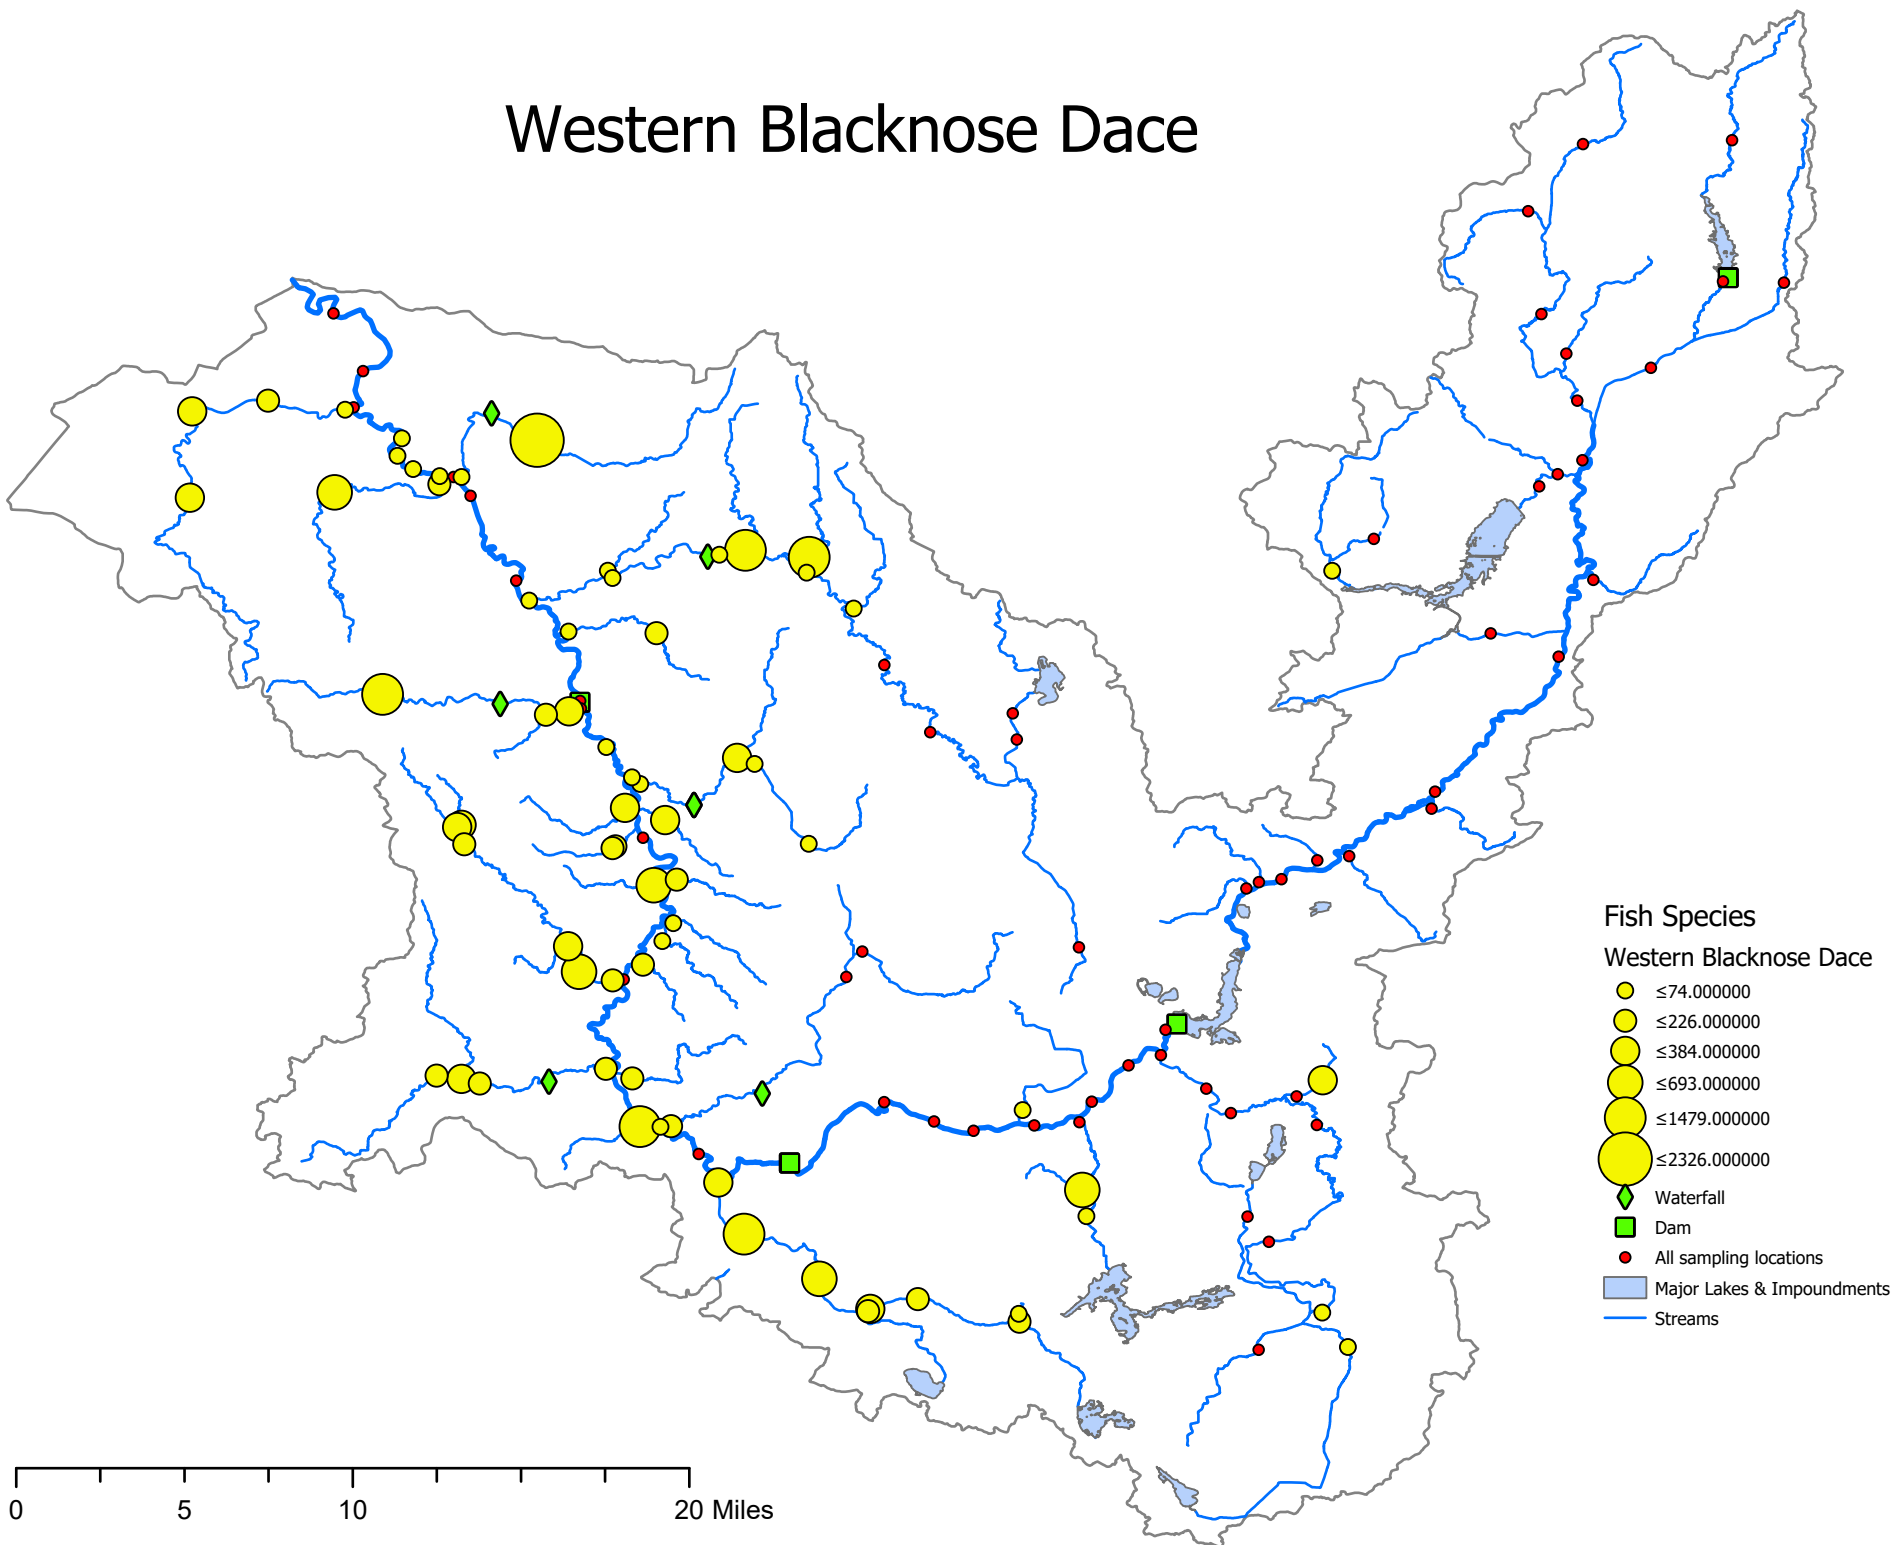 Western Blacknose Dace
Fish Species
Western Blacknose Dace
≤74.000000
≤226.000000
≤384.000000
≤693.000000
≤1479.000000
≤2326.000000
Waterfall
Dam
All sampling locations
Major Lakes & Impoundments
Streams
0 5 10 20 Miles